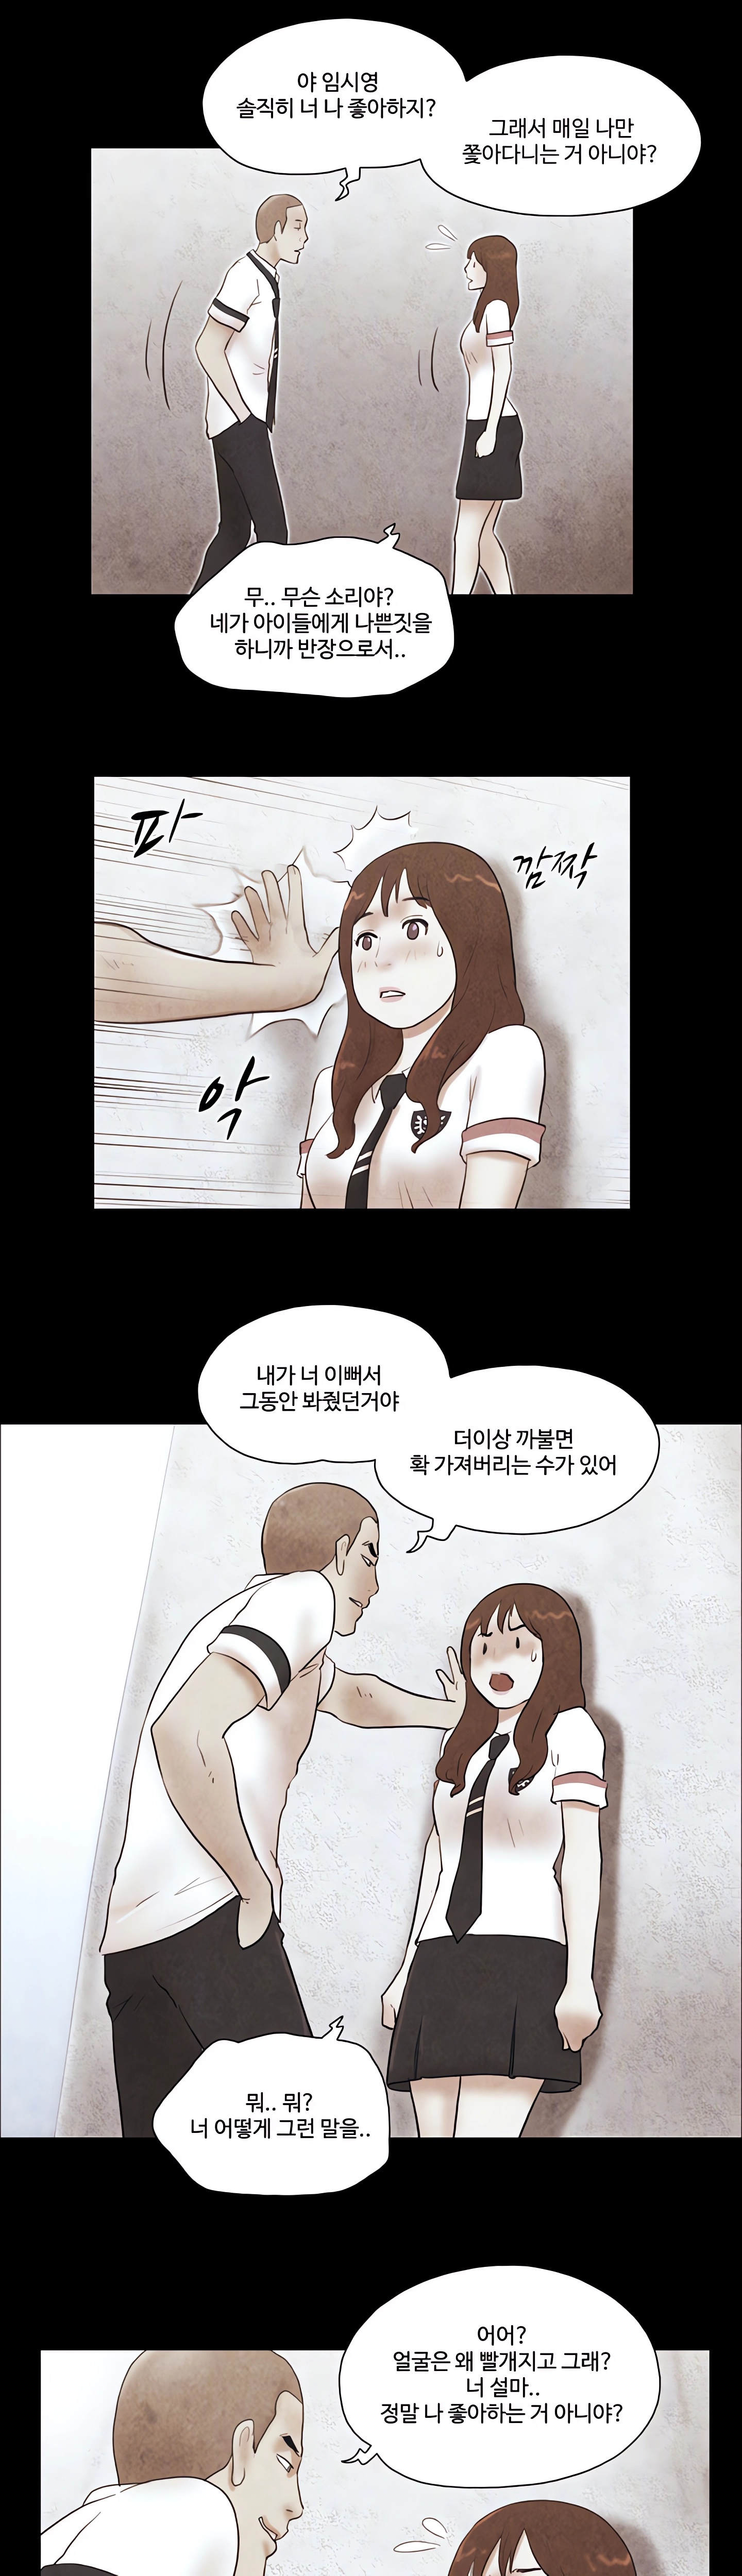 야 임시영
솔직히 너 나 좋아하지?
그래서 매일 나만
쫓아다니는 거 아니야?
무.. 무슨 소리야?
네가 아이들에게 나쁜짓을
하니까 반장으로서..
파
깜짝
악
내가 너 이뻐서
그동안 봐줬던거야
더이상 까불면
확 가져버리는 수가 있어
뭐.. 뭐?
너 어떻게 그런 말을..
어어?
얼굴은 왜 빨개지고 그래?
너 설마..
정말 나 좋아하는 거 아니야?